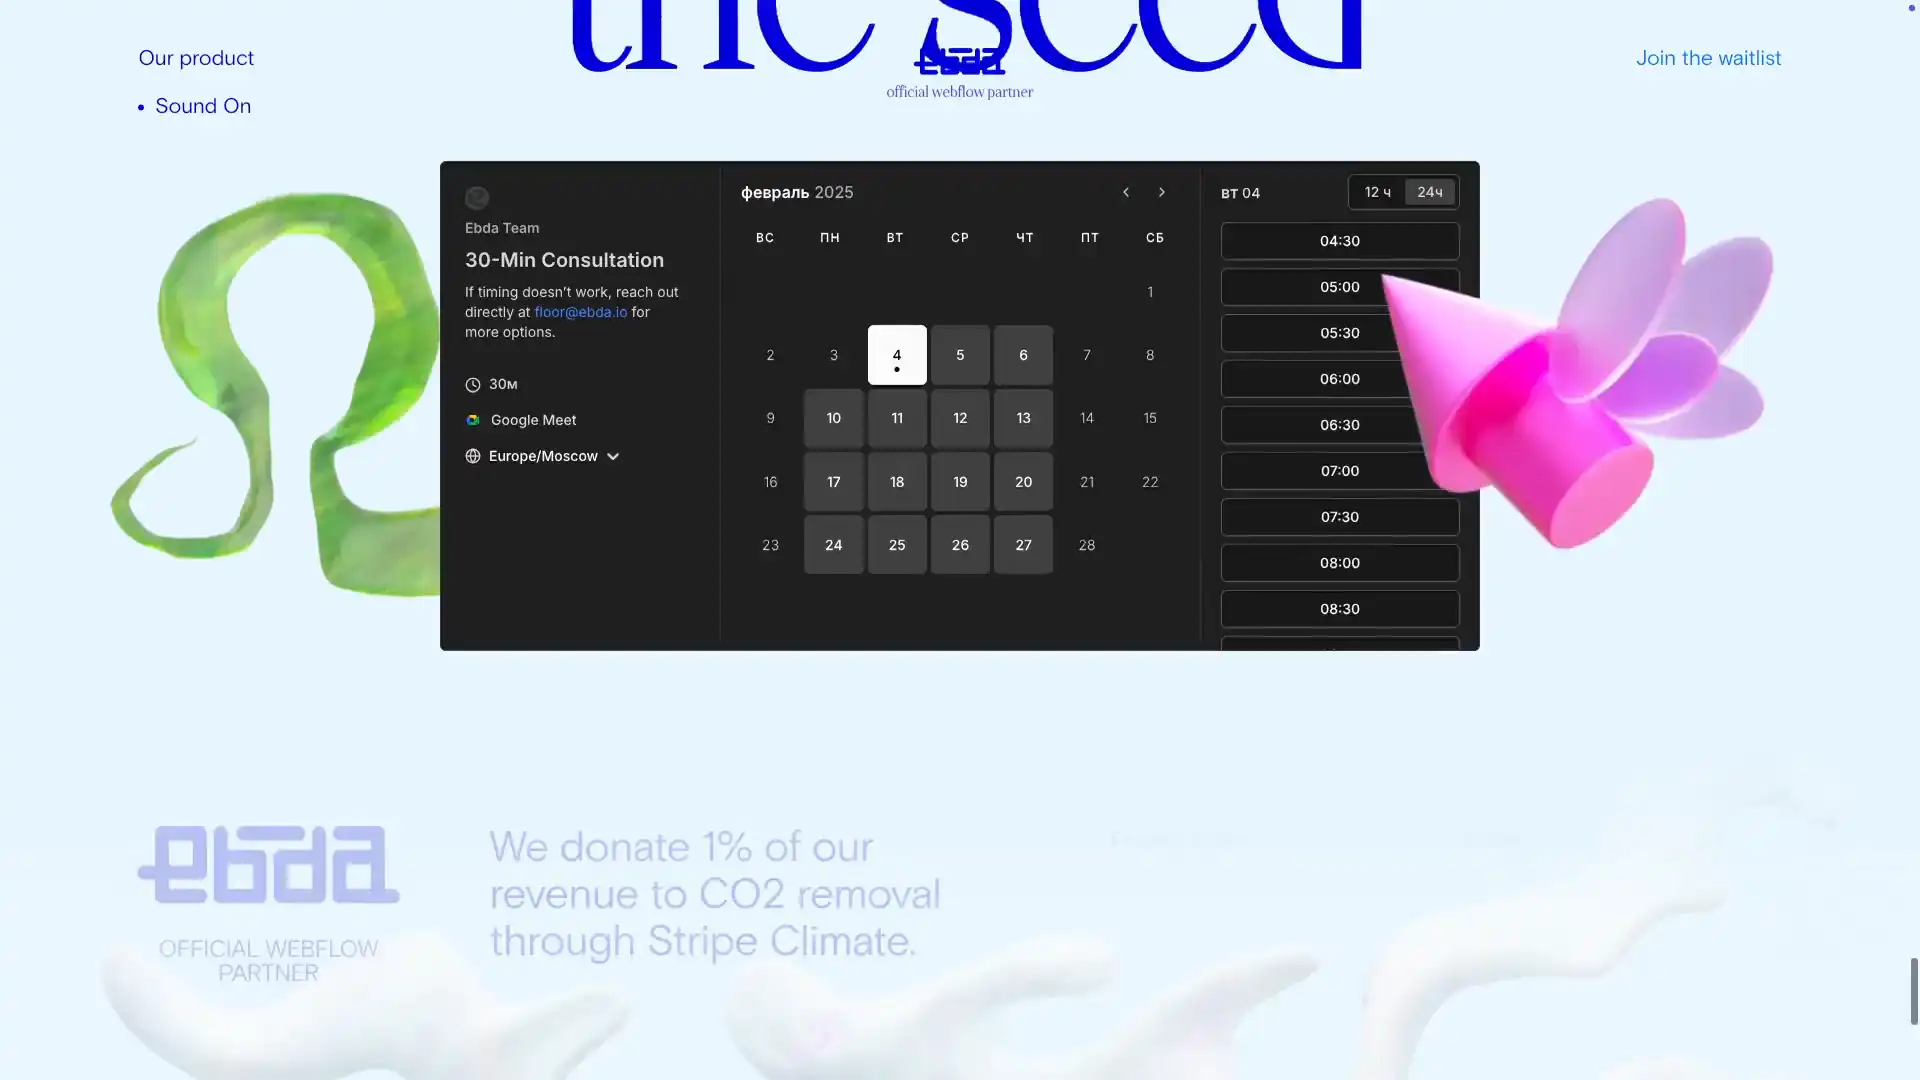 the seed
Our product
ebda
official webflow partner
Join the waitlist
• Sound On
Ebda Team
30-Min Consultation
If timing doesn't work, reach out
directly at floor@ebda.io for
more options.
30м
Google Meet
Europe/Moscow
февраль 2025
ВС ПН ВТ СР ЧТ ПТ СБ
1
2 3 4 5 6 7 8
9 10 11 12 13 14 15
16 17 18 19 20 21 22
23 24 25 26 27 28
вт 04
12 ч 24ч
04:30
05:00
05:30
06:00
06:30
07:00
07:30
08:00
08:30
ebda
OFFICIAL WEBFLOW
PARTNER
We donate 1% of our
revenue to CO2 removal
through Stripe Climate.